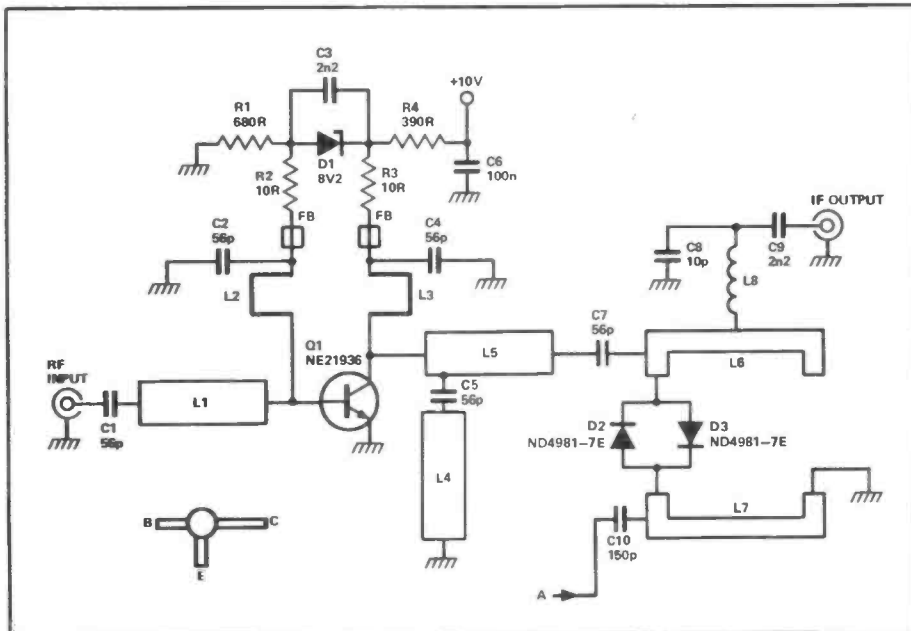 C3
2n2
+10V
R1
680R
R4
390R
D1
8V2
R2
10R
R3
10R
C6
100n
FB
FB
IF OUTPUT
C2
56p
C4
56p
C8
10p
C9
2n2
L8
L2
L3
C7
56p
Q1
NE21936
L5
L6
RF
INPUT
C5
56p
L1
C1
56p
D2
ND4981-7E
D3
ND4981-7E
L4
L7
B
C
E
C10
150p
A